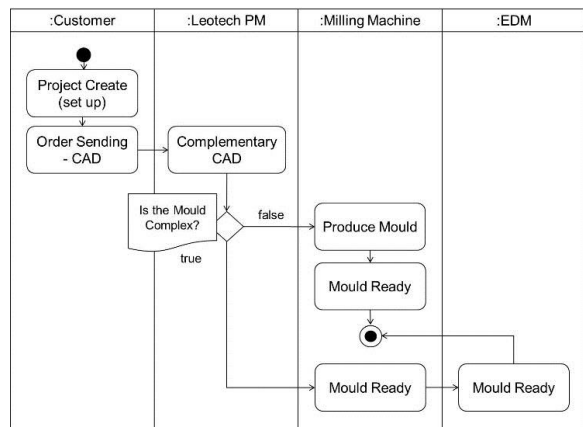 :Customer
:Leotech PM
:Milling Machine
:EDM
Project Create
(set up)
Order Sending
- CAD
Complementary
CAD
Is the Mould
Complex?
false
true
Produce Mould
Mould Ready
Mould Ready
Mould Ready